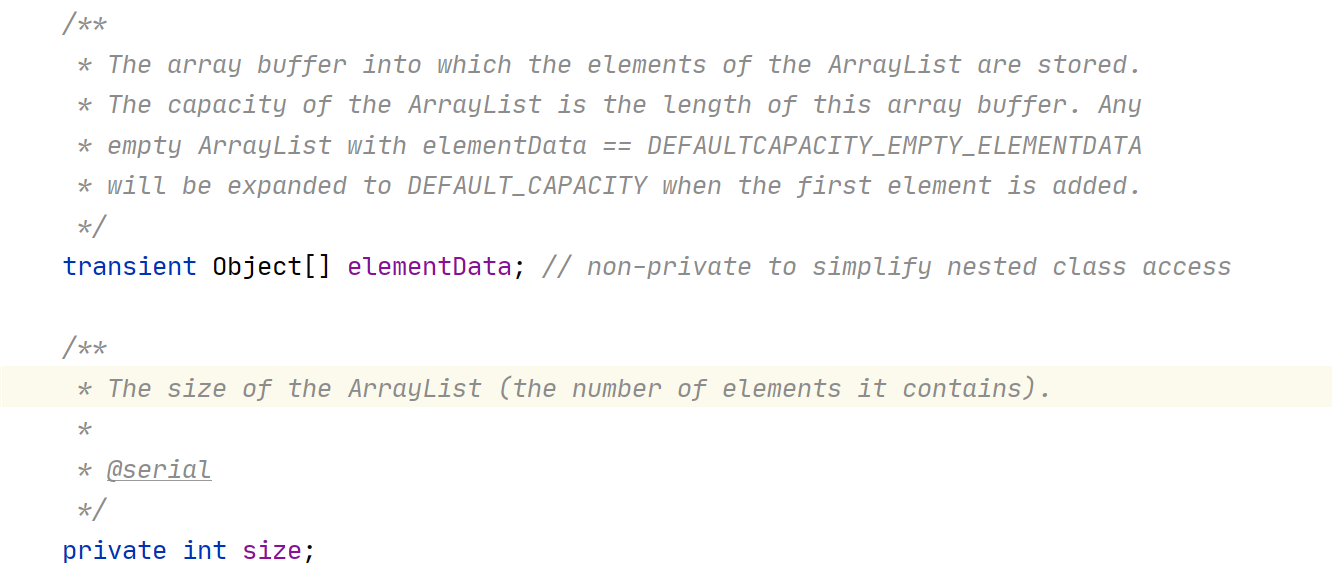 /**
 * The array buffer into which the elements of the ArrayList are stored.
 * The capacity of the ArrayList is the length of this array buffer. Any
 * empty ArrayList with elementData == DEFAULTCAPACITY_EMPTY_ELEMENTDATA
 * will be expanded to DEFAULT_CAPACITY when the first element is added.
 */
transient Object[] elementData; // non-private to simplify nested class access
/**
 * The size of the ArrayList (the number of elements it contains).
 *
 * @serial
 */
private int size;